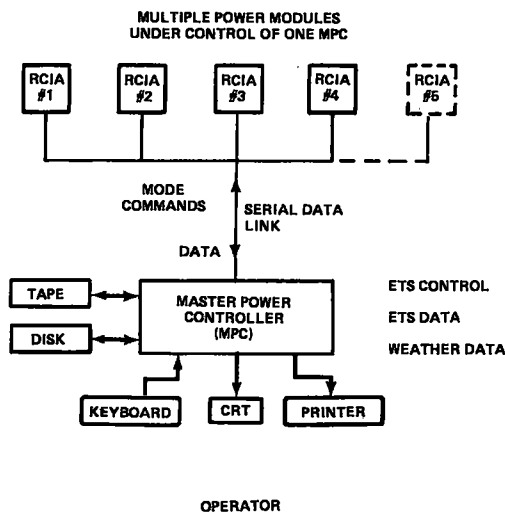 MULTIPLE POWER MODULES
UNDER CONTROL OF ONE MPC
RCIA
#1
RCIA
#2
RCIA
#3
RCIA
#4
RCIA
#5
MODE
COMMANDS
SERIAL DATA
LINK
DATA
TAPE
DISK
MASTER POWER
CONTROLLER
(MPC)
ETS CONTROL
ETS DATA
WEATHER DATA
KEYBOARD
CRT
PRINTER
OPERATOR